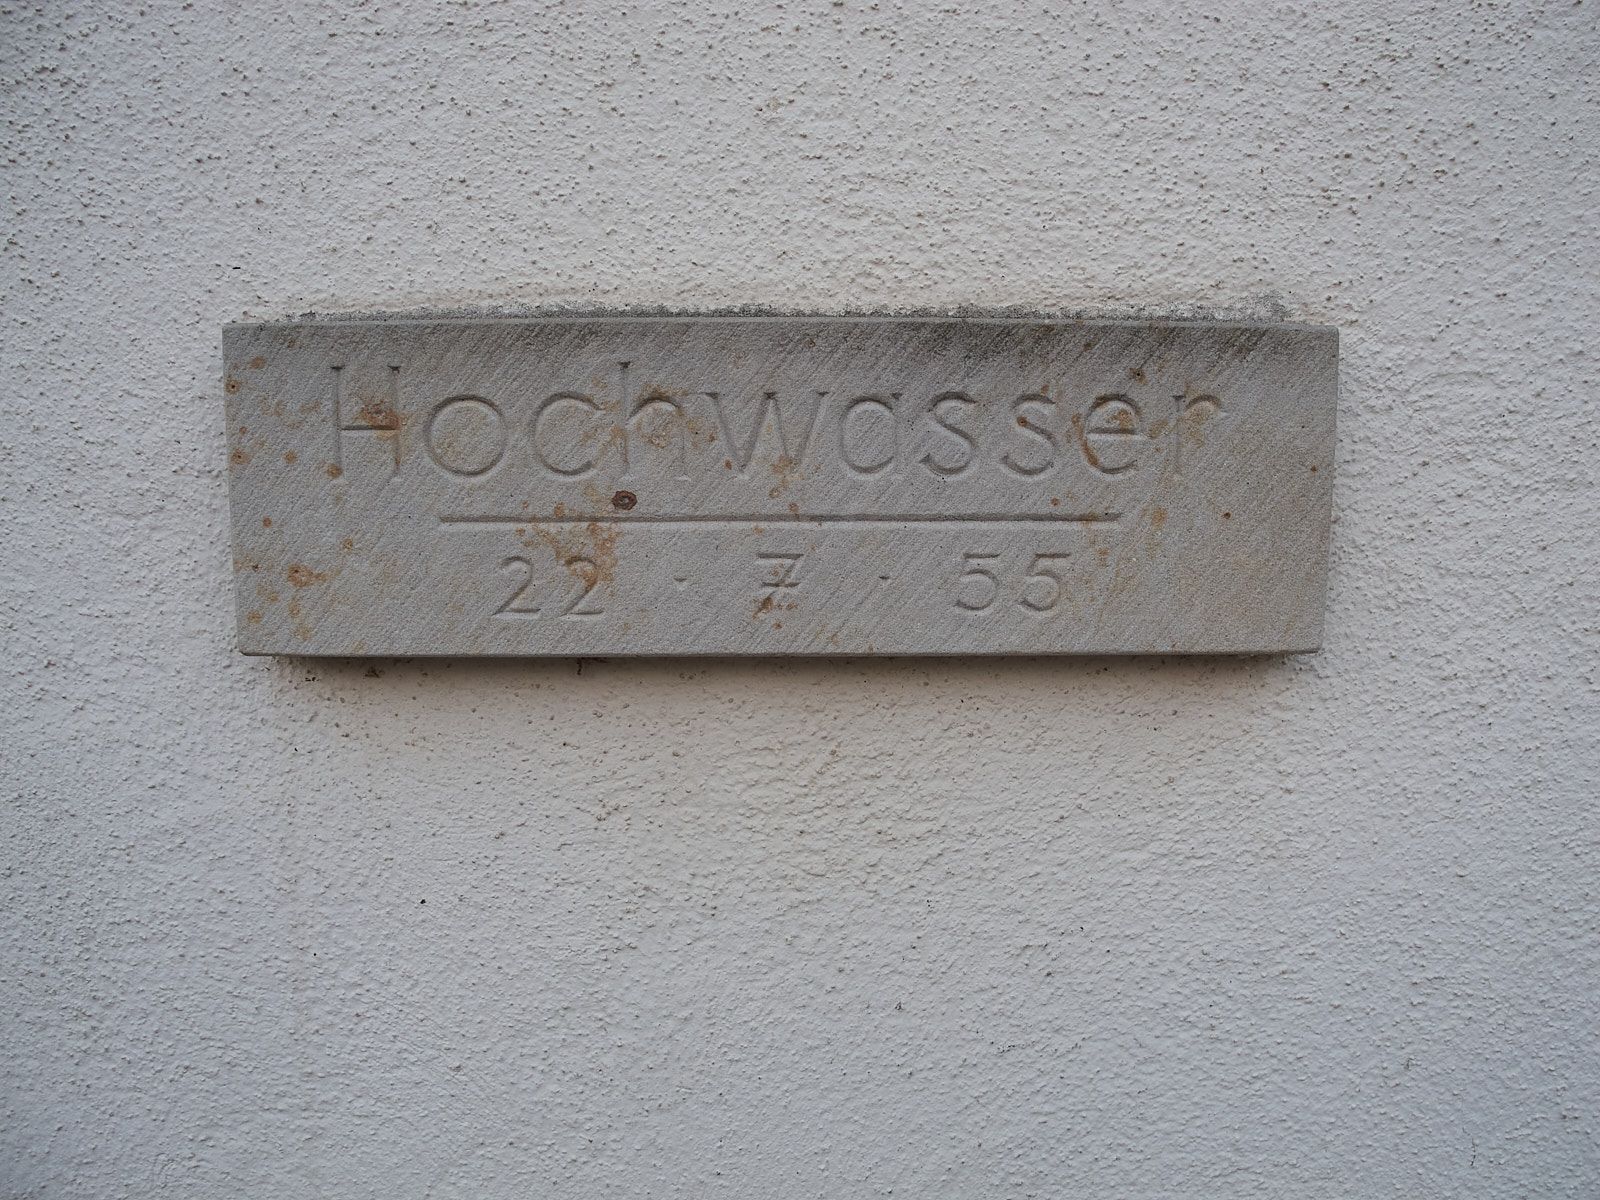 Hochwasser
22 · 7 · 55